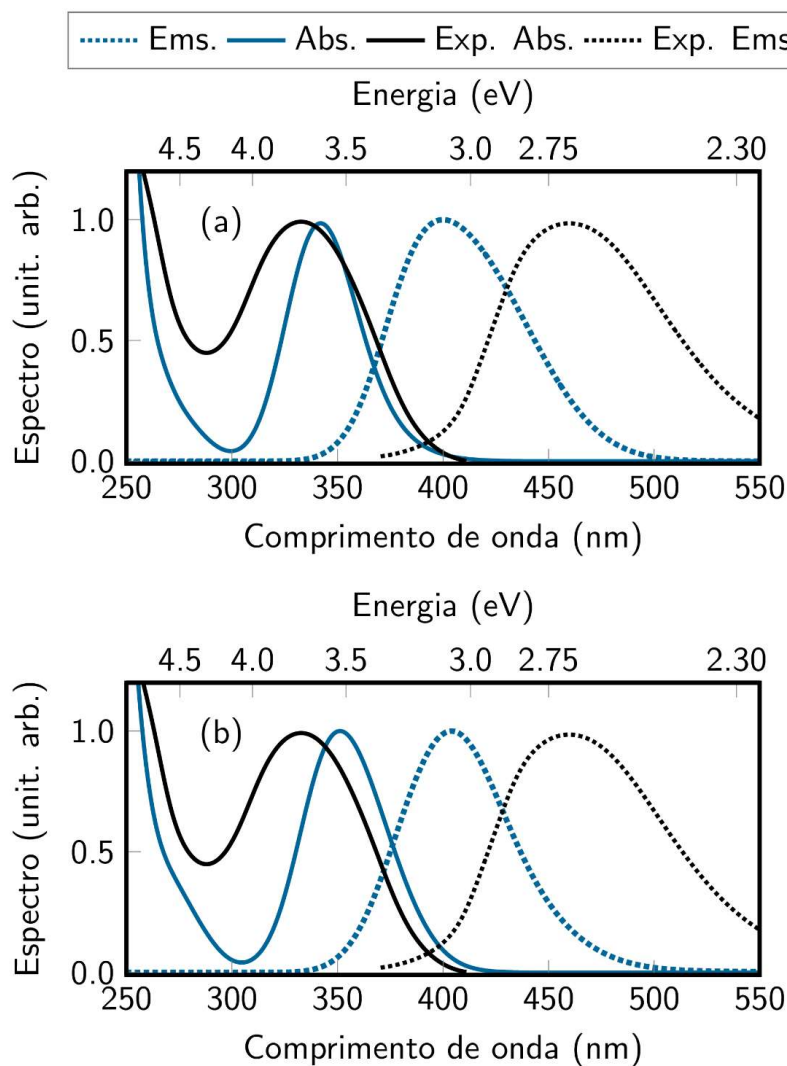 Ems. Abs. Exp. Abs. Exp. Ems
Energia (eV)
4.5 4.0 3.5 3.0 2.75 2.30
(a)
1.0
0.5
0.0
Espectro (unit. arb.)
250 300 350 400 450 500 550
Comprimento de onda (nm)
Energia (eV)
4.5 4.0 3.5 3.0 2.75 2.30
(b)
1.0
0.5
0.0
Espectro (unit. arb.)
250 300 350 400 450 500 550
Comprimento de onda (nm)